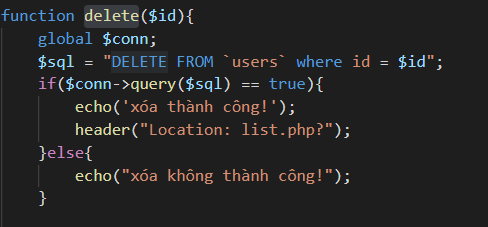 function delete($id){
global $conn;
$sql = "DELETE FROM `users` where id = $id";
if($conn->query($sql) == true){
echo('xóa thành công!');
header("Location: list.php?");
}else{
echo("xóa không thành công!");
}